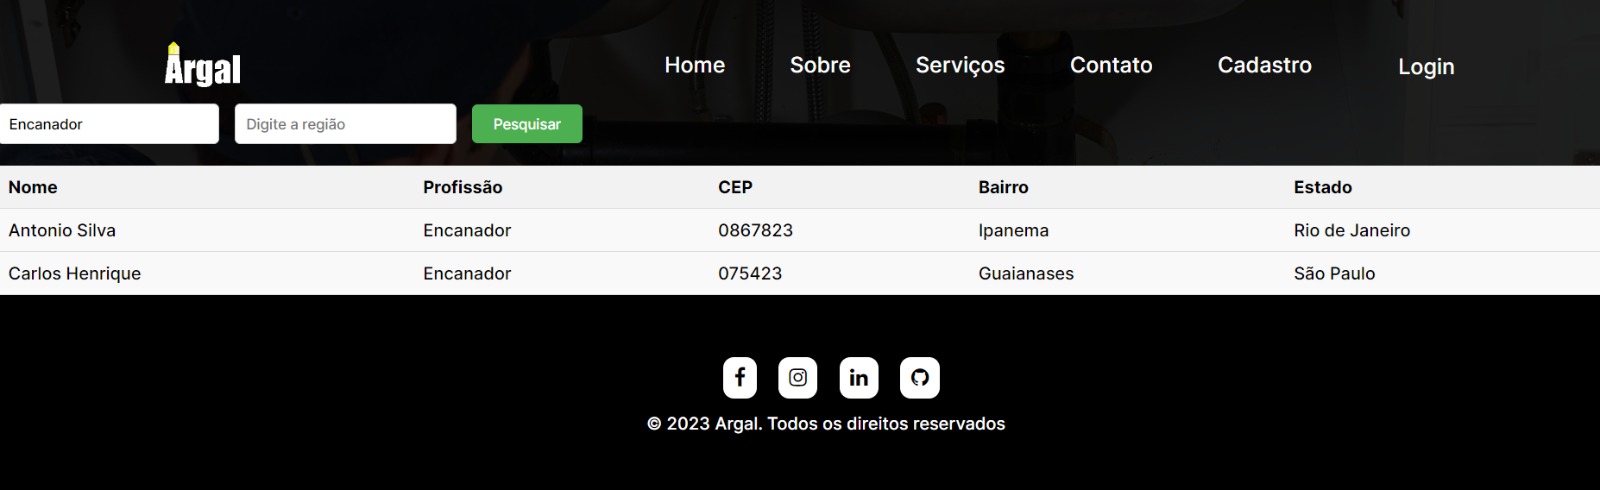 Argal
Home Sobre Serviços Contato Cadastro Login
Encanador Digite a região Pesquisar
Nome Profissão CEP Bairro Estado
Antonio Silva Encanador 0867823 Ipanema Rio de Janeiro
Carlos Henrique Encanador 075423 Guaianases São Paulo
© 2023 Argal. Todos os direitos reservados